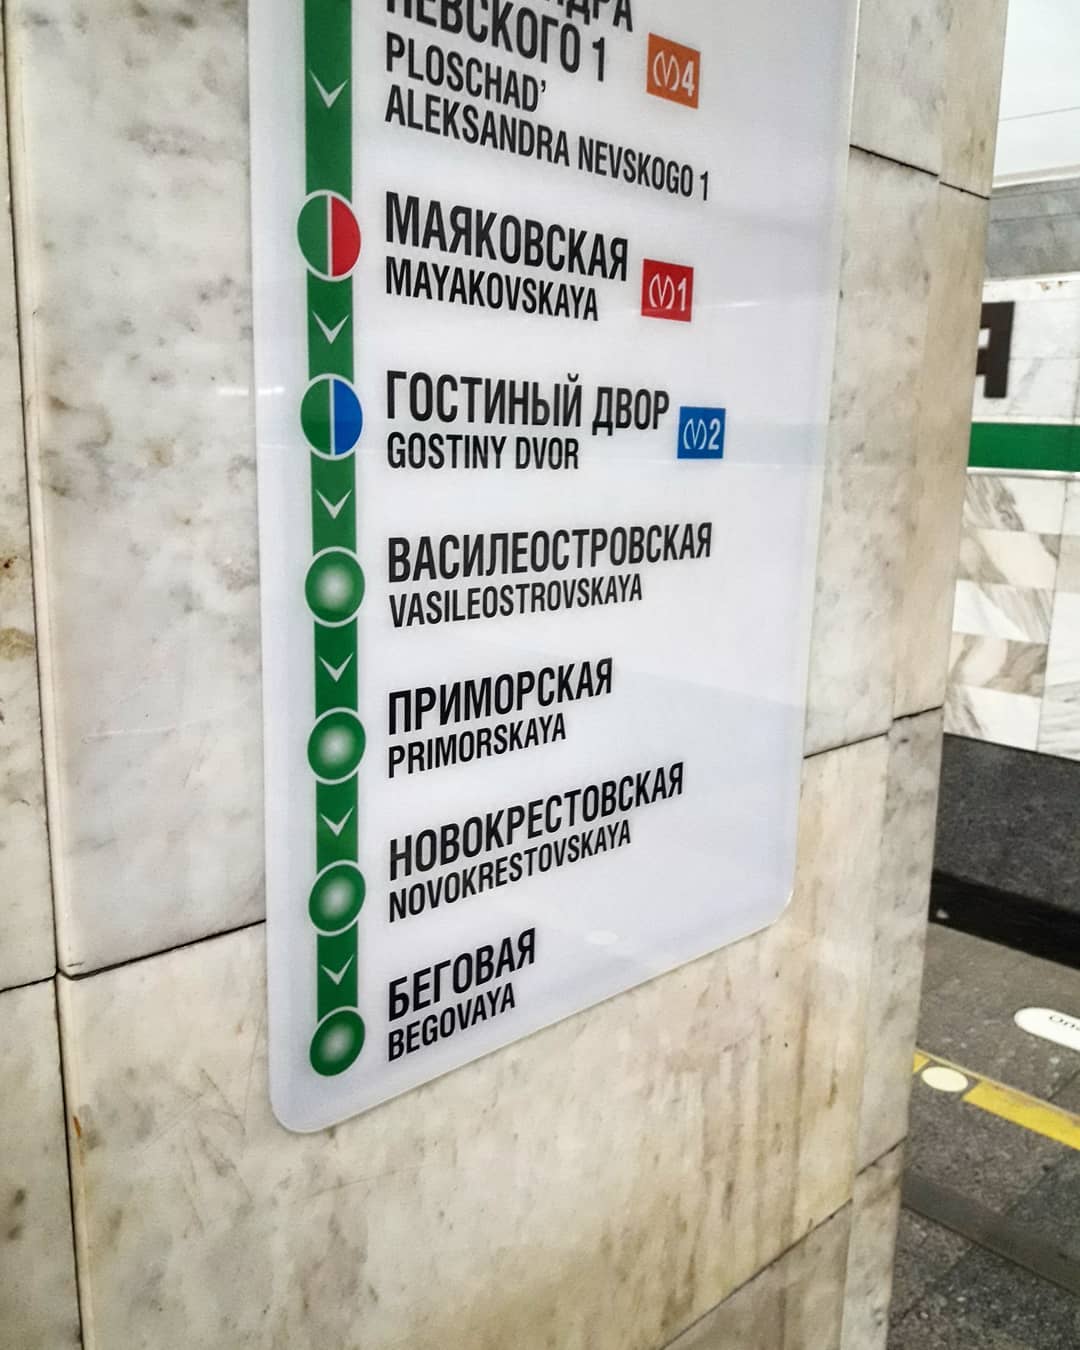 НЕВСКОГО 1
4
PLOSCHAD'
ALEKSANDRA NEVSKOGO 1
МАЯКОВСКАЯ
MAYAKOVSKAYA
1
ГОСТИНЫЙ ДВОР
GOSTINY DVOR
2
ВАСИЛЕОСТРОВСКАЯ
VASILEOSTROVSKAYA
ПРИМОРСКАЯ
PRIMORSKAYA
НОВОКРЕСТОВСКАЯ
NOVOKRESTOVSKAYA
БЕГОВАЯ
BEGOVAYA